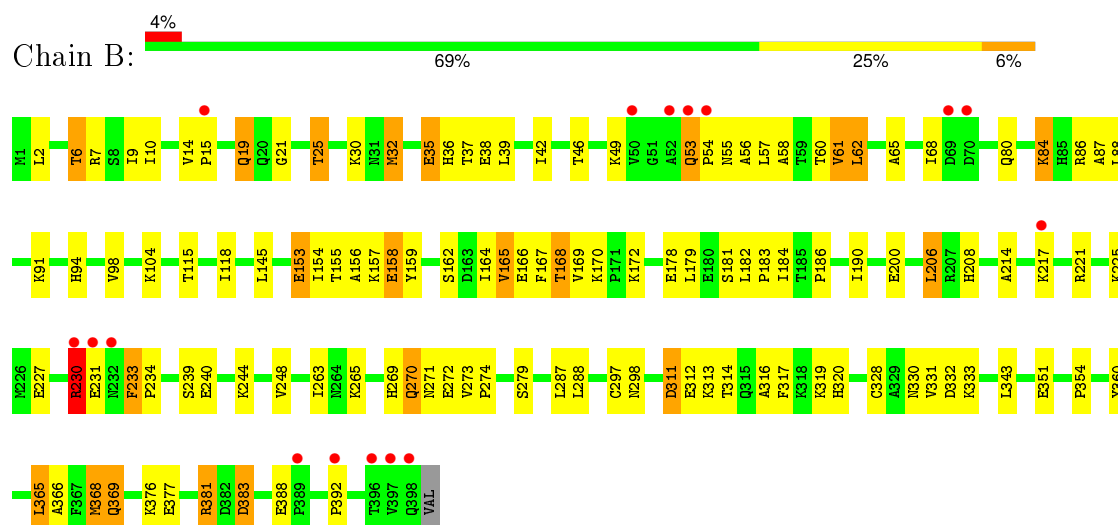 4%
Chain B:
69% 25% 6%
M1 L2 T6 R7 S8 I9 I10 V14 P15 Q19 Q20 G21 T25 K30 N31 M32 E35 H36 T37 E38 L39 I42 T46 K49 V50 G51 A52 Q53 P54 N55 A56 L57 A58 T59 T60 V61 L62 A65 I68 D69 D70 Q80 K84 H85 R86 A87 L88
K91 H94 V98 K104 T115 I118 L145 E153 I154 T155 A156 K157 E158 Y159 S162 D163 I164 V165 E166 F167 T168 V169 K170 P171 K172 E178 L179 E180 S181 L182 P183 I184 T185 P186 I190 E200 L206 R207 H208 A214 K217 R221 K225
M226 E227 R230 E231 N232 F233 P234 S239 E240 K244 V248 I263 N264 K265 H269 Q270 N271 E272 V273 P274 S279 L287 L288 C297 N298 D311 E312 K313 T314 Q315 A316 F317 K318 K319 H320 C328 A329 N330 V331 D332 K333 L343 E351 P354 Y360
L365 A366 F367 M368 Q369 K376 E377 R381 D382 D383 E388 P389 P392 T396 V397 Q398 VAL